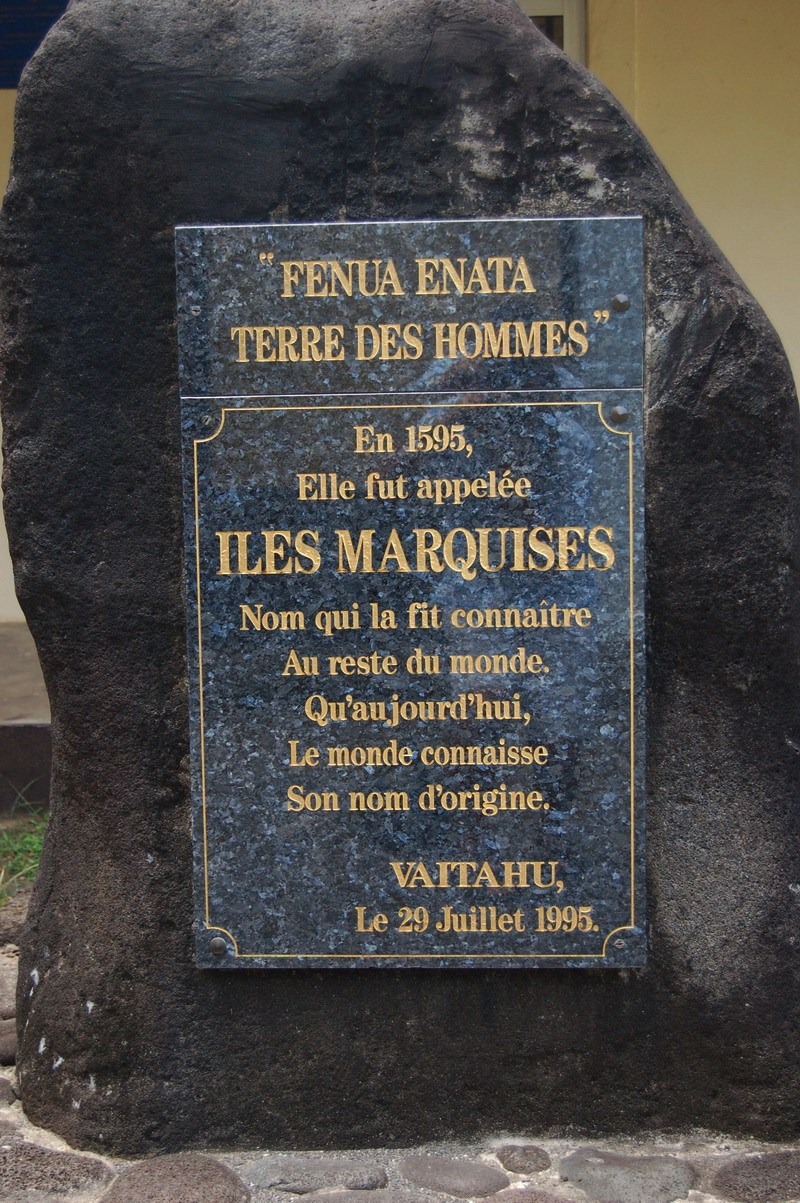 “FENUA ENATA
TERRE DES HOMMES”
En 1595,
Elle fut appelée
ILES MARQUISES
Nom qui la fit connaître
Au reste du monde.
Qu'aujourd'hui,
Le monde connaisse
Son nom d'origine.
VAITAHU,
Le 29 Juillet 1995.